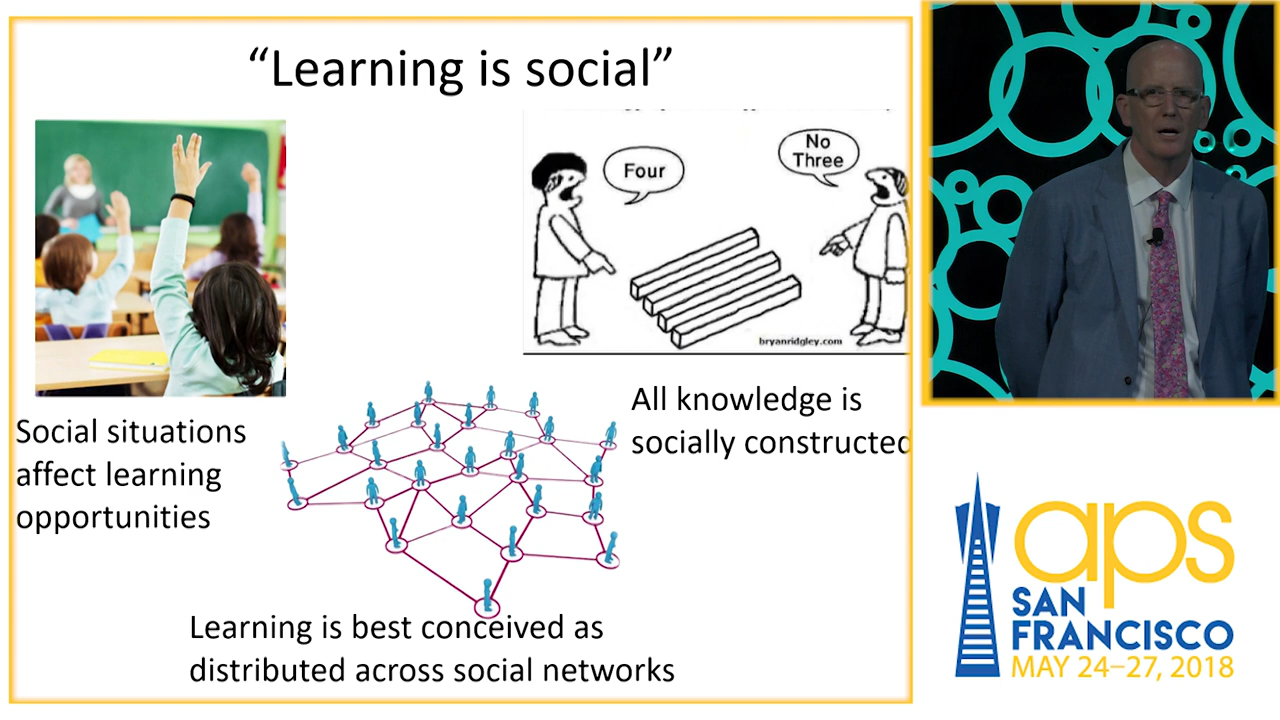 “Learning is social”
Four
No
Three
bryanridgley.com
Social situations
affect learning
opportunities
All knowledge is
socially constructed
Learning is best conceived as
distributed across social networks
aps
SAN
FRANCISCO
MAY 24–27, 2018